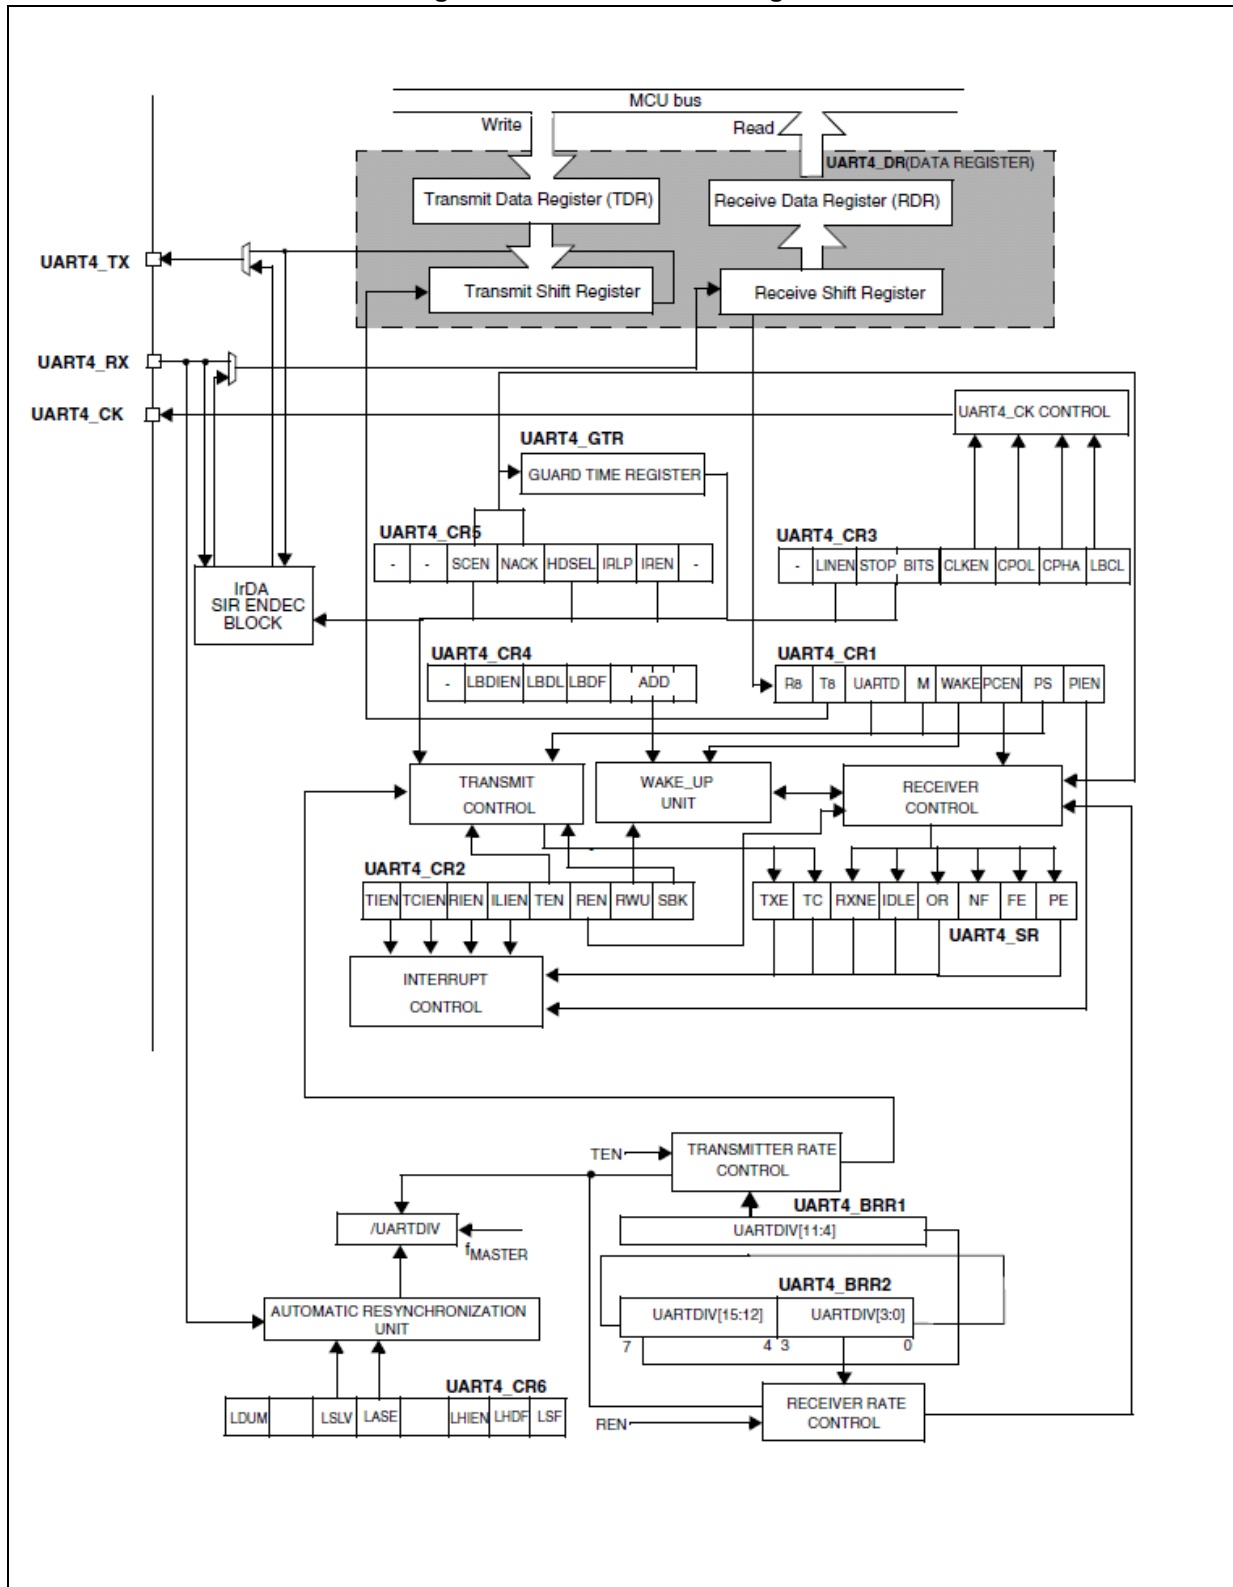 MCU bus
Write
Read
UART4_DR(DATA REGISTER)
Transmit Data Register (TDR)
Receive Data Register (RDR)
UART4_TX
Transmit Shift Register
Receive Shift Register
UART4_RX
UART4_CK
UART4_CK CONTROL
UART4_GTR
GUARD TIME REGISTER
UART4_CR5
- - SCEN NACK HDSEL IRLP IREN -
UART4_CR3
- LINEN STOP BITS CLKEN CPOL CPHA LBCL
IrDA
SIR ENDEC
BLOCK
UART4_CR4
- LBDIEN LBDL LBDF ADD
UART4_CR1
R8 T8 UARTD M WAKE PCEN PS PIEN
TRANSMIT
CONTROL
WAKE_UP
UNIT
RECEIVER
CONTROL
UART4_CR2
TIEN TCIEN RIEN ILIEN TEN REN RWU SBK
TXE TC RXNE IDLE OR NF FE PE
UART4_SR
INTERRUPT
CONTROL
TEN
TRANSMITTER RATE
CONTROL
UART4_BRR1
UARTDIV[11:4]
/UARTDIV
fMASTER
UART4_BRR2
UARTDIV[15:12] UARTDIV[3:0]
7 4 3 0
AUTOMATIC RESYNCHRONIZATION
UNIT
UART4_CR6
LDUM LSLV LASE LHIEN LHDF LSF
REN
RECEIVER RATE
CONTROL